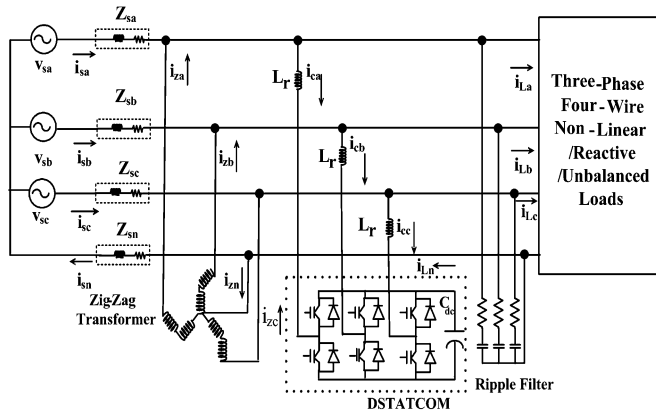 Z_sa
v_sa
i_sa
i_za
L_r
i_ca
i_La
Three-Phase
Four-Wire
Non-Linear
/Reactive
/Unbalanced
Loads
Z_sb
v_sb
i_sb
i_zb
L_r
i_cb
i_Lb
Z_sc
v_sc
i_sc
L_r
i_cc
i_Lc
Z_sn
i_sn
i_zn
i_Ln
Zig-Zag
Transformer
i_zc
C_dc
Ripple Filter
DSTATCOM